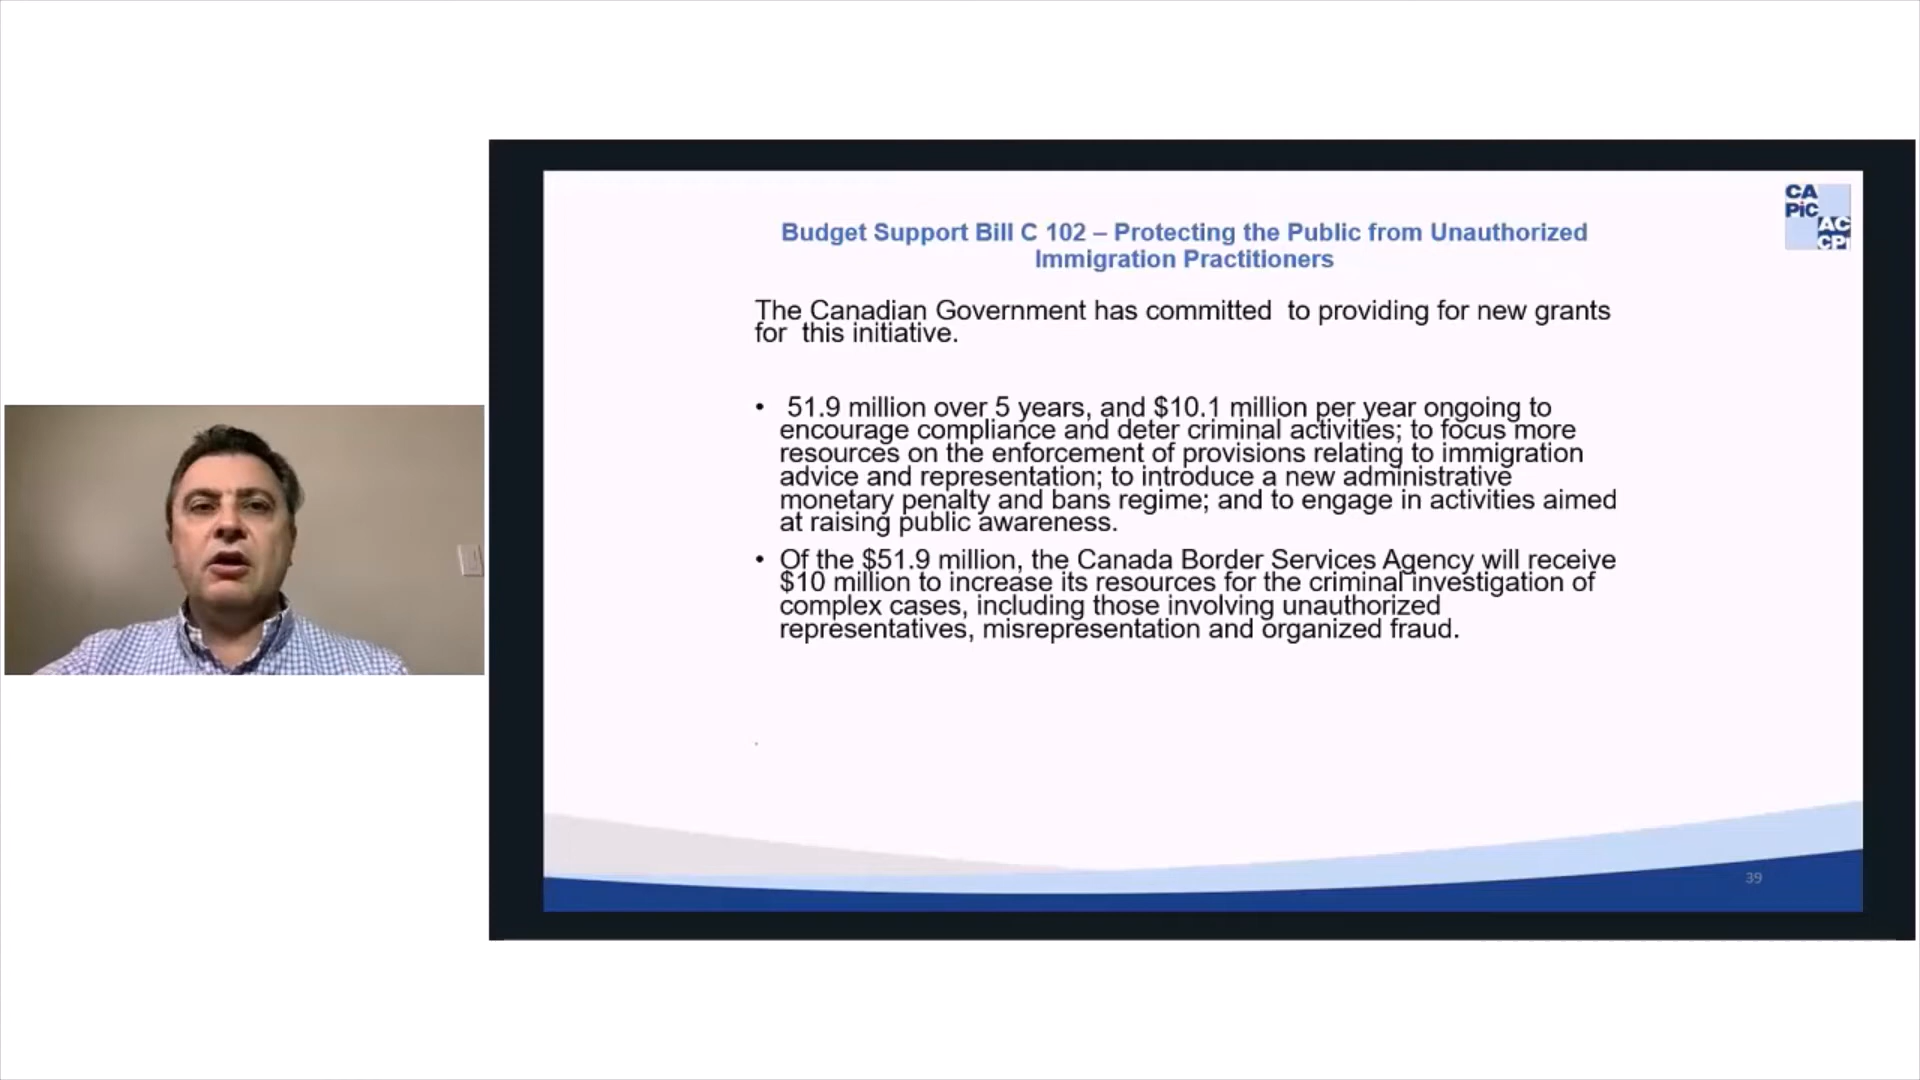 CA
PiC
AC
CPi
Budget Support Bill C 102 – Protecting the Public from Unauthorized
Immigration Practitioners
The Canadian Government has committed  to providing for new grants
for  this initiative.
•  51.9 million over 5 years, and $10.1 million per year ongoing to
encourage compliance and deter criminal activities; to focus more
resources on the enforcement of provisions relating to immigration
advice and representation; to introduce a new administrative
monetary penalty and bans regime; and to engage in activities aimed
at raising public awareness.
• Of the $51.9 million, the Canada Border Services Agency will receive
$10 million to increase its resources for the criminal investigation of
complex cases, including those involving unauthorized
representatives, misrepresentation and organized fraud.
.
39